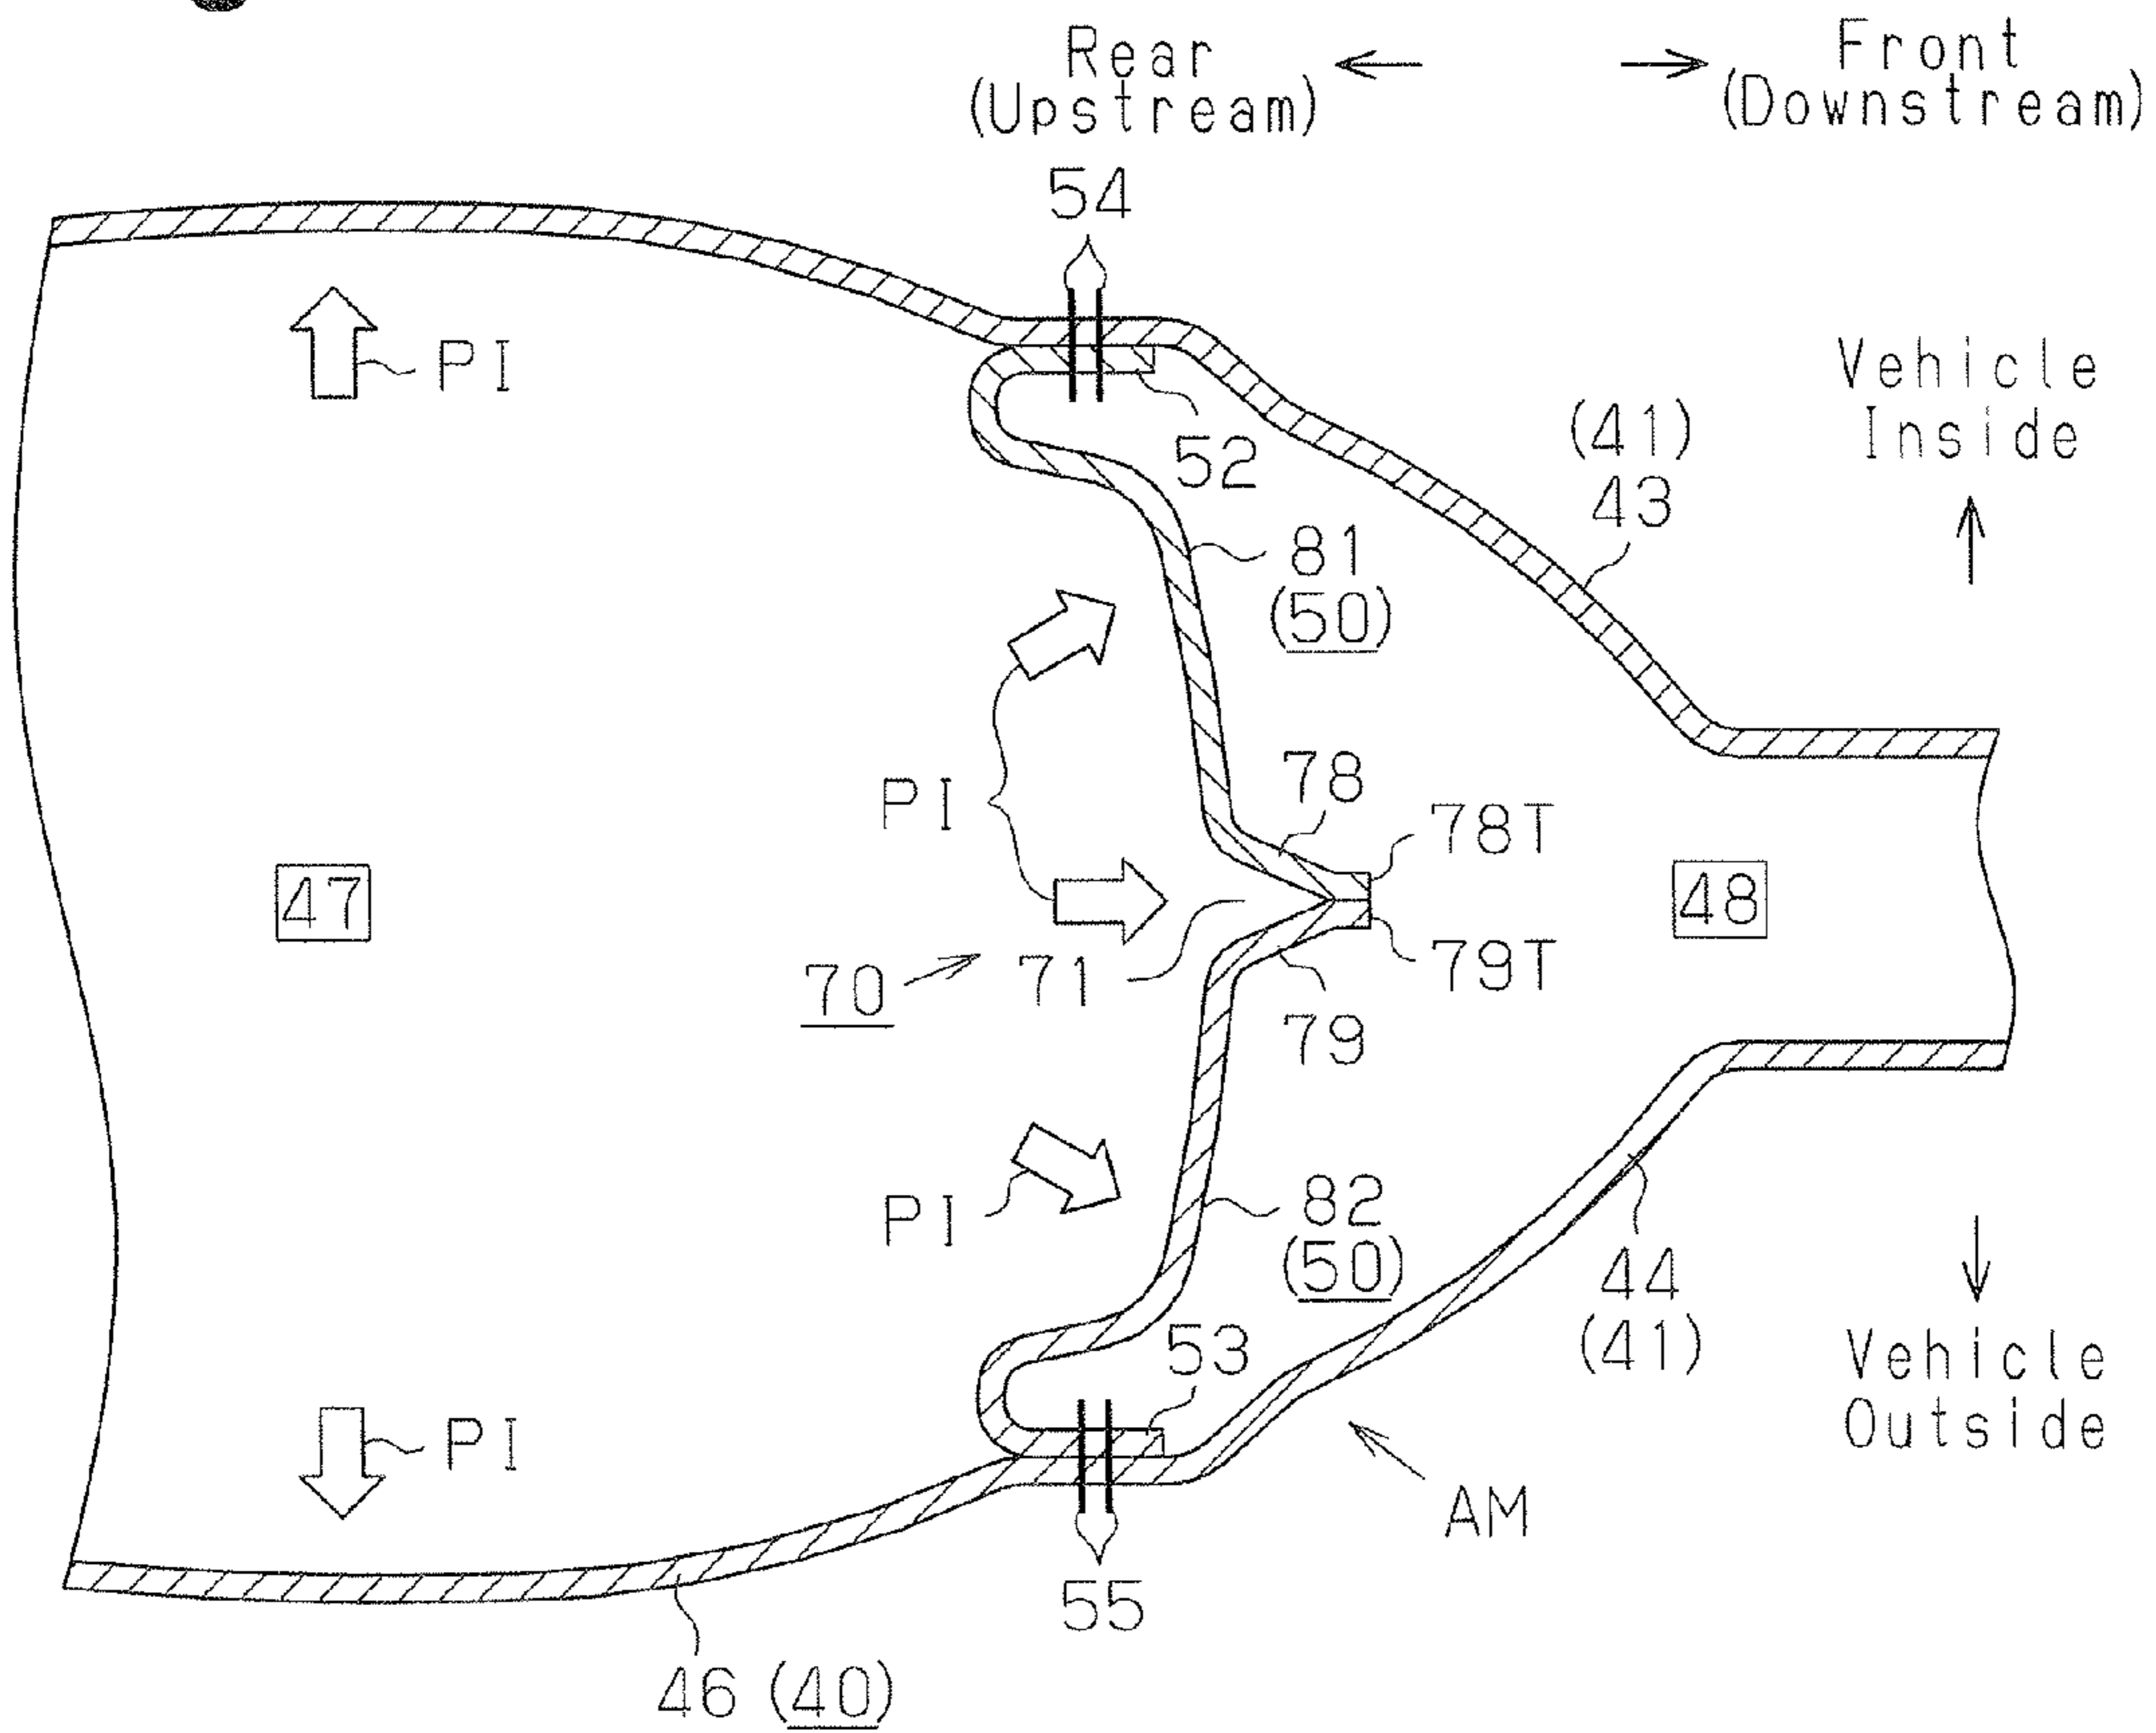 Rear
(Upstream)
Front
(Downstream)
54
PI
52
(41)
43
Vehicle
Inside
81
(50)
PI
78
78T
47
48
71
70
79T
79
PI
82
(50)
44
(41)
53
Vehicle
Outside
PI
AM
55
46 (40)